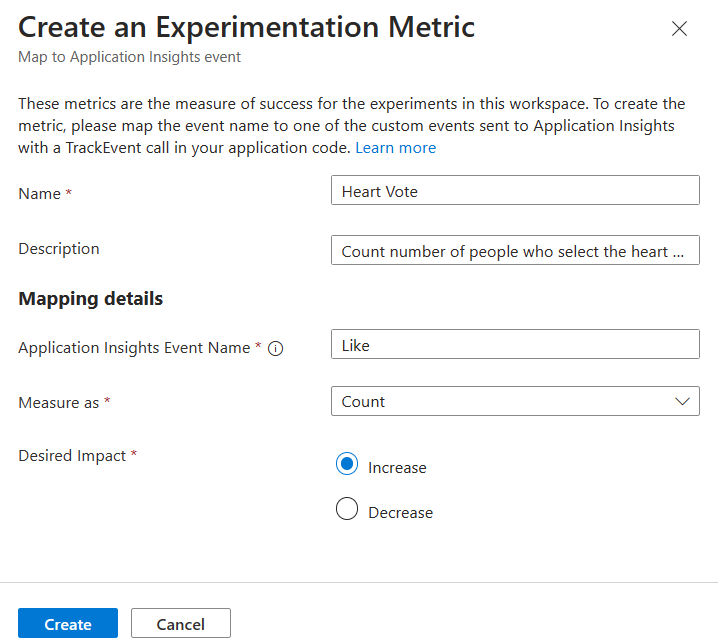 Create an Experimentation Metric
Map to Application Insights event
These metrics are the measure of success for the experiments in this workspace. To create the
metric, please map the event name to one of the custom events sent to Application Insights
with a TrackEvent call in your application code. Learn more
Name *
Heart Vote
Description
Count number of people who select the heart ...
Mapping details
Application Insights Event Name *
Like
Measure as *
Count
Desired Impact *
Increase
Decrease
Create
Cancel